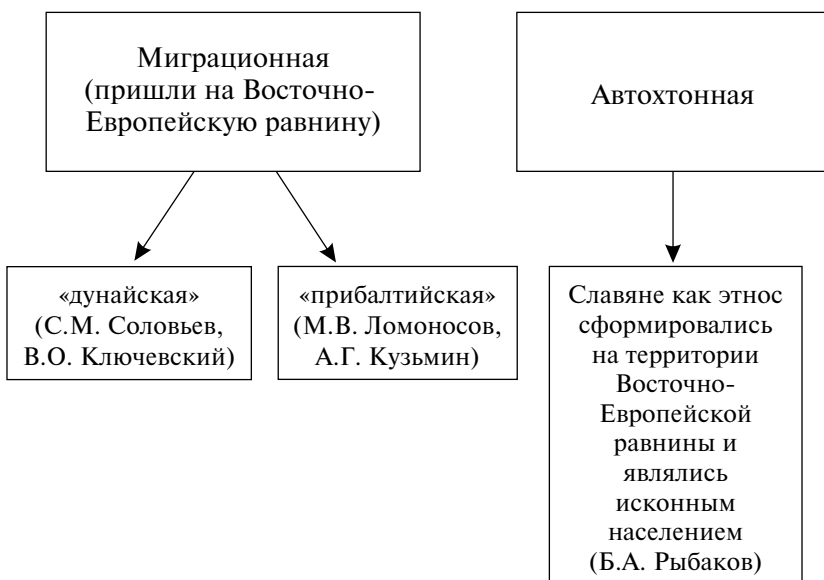 Миграционная
(пришли на Восточно-
Европейскую равнину)
Автохтонная
«дунайская»
(С.М. Соловьев,
В.О. Ключевский)
«прибалтийская»
(М.В. Ломоносов,
А.Г. Кузьмин)
Славяне как этнос
сформировались
на территории
Восточно-
Европейской
равнины и
являлись
исконным
населением
(Б.А. Рыбаков)